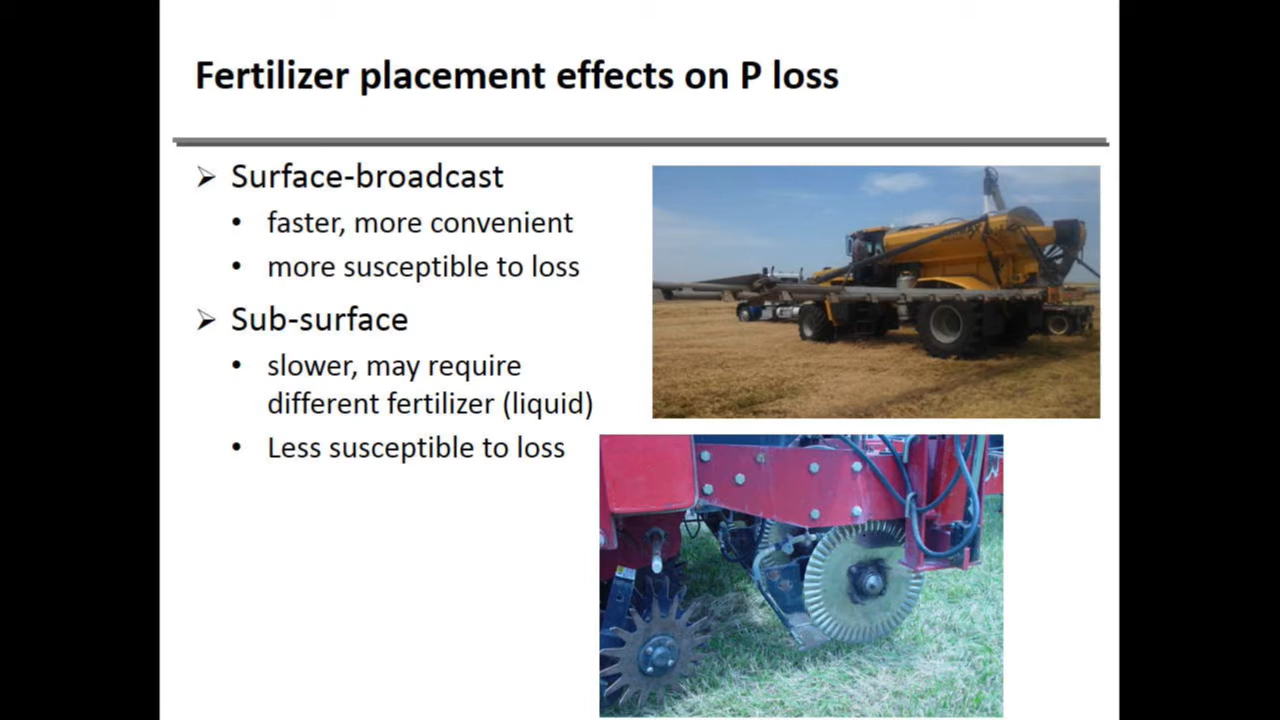 Fertilizer placement effects on P loss
➢ Surface-broadcast
• faster, more convenient
• more susceptible to loss
➢ Sub-surface
• slower, may require
different fertilizer (liquid)
• Less susceptible to loss